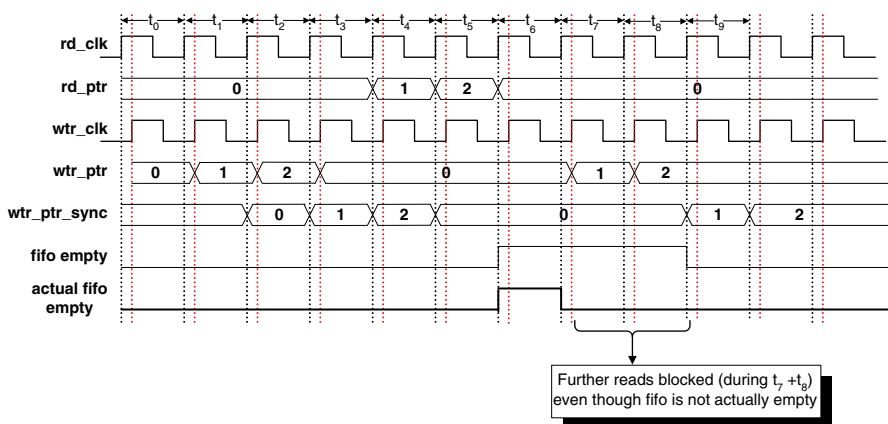 t0 t1 t2 t3 t4 t5 t6 t7 t8 t9
rd_clk
rd_ptr 0 1 2 0
wtr_clk
wtr_ptr 0 1 2 0 1 2
wtr_ptr_sync 0 1 2 0 1 2
fifo empty
actual fifo
empty
Further reads blocked (during t7 +t8)
even though fifo is not actually empty